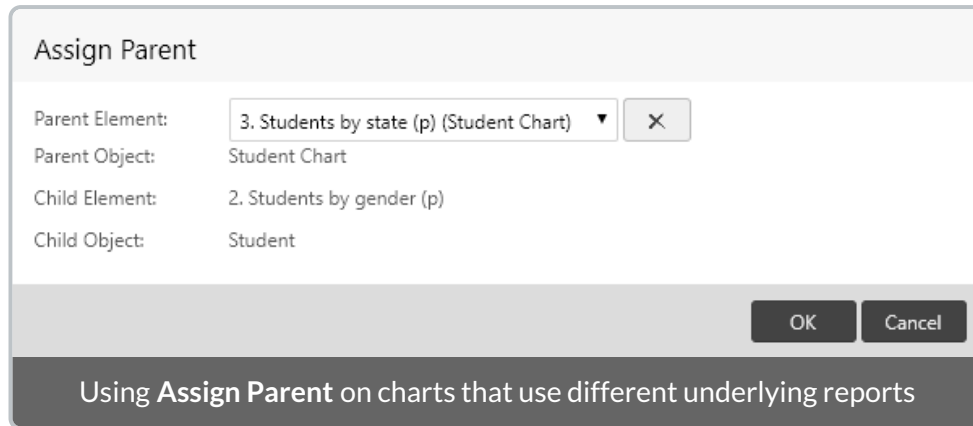 Assign Parent
Parent Element: 3. Students by state (p) (Student Chart)
Parent Object: Student Chart
Child Element: 2. Students by gender (p)
Child Object: Student
OK Cancel
Using Assign Parent on charts that use different underlying reports